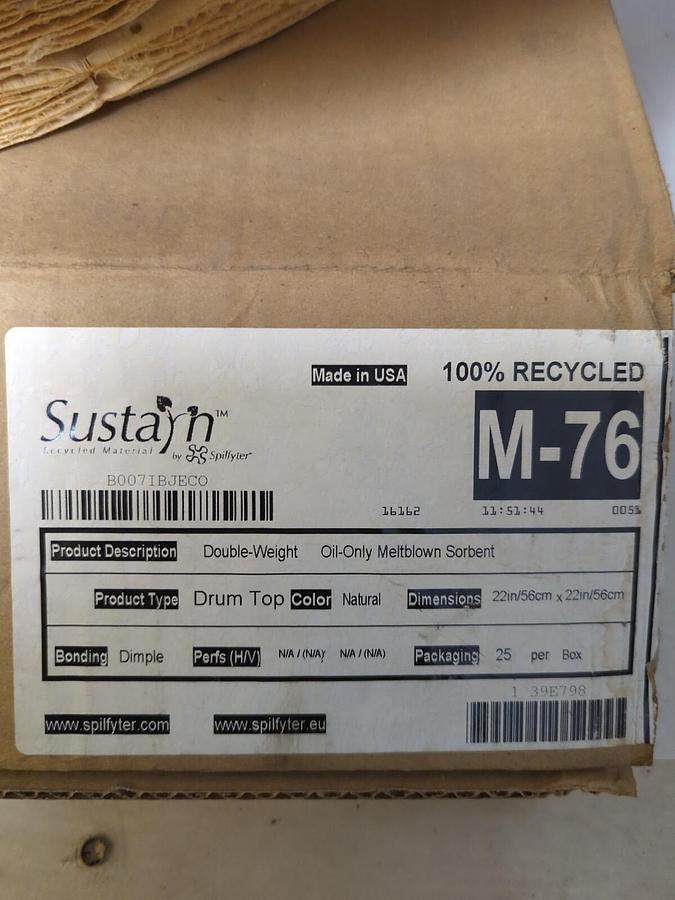 Made in USA 100% RECYCLED
Sustayn™
Recycled Material by Spilfyter
M-76
B007IBJECO
16162 11:51:44 0051
Product Description Double-Weight Oil-Only Meltblown Sorbent
Product Type Drum Top Color Natural Dimensions 22in/56cm x 22in/56cm
Bonding Dimple Perfs (H/V) N/A / (N/A) N/A / (N/A) Packaging 25 per Box
1 39E798
www.spilfyter.com www.spilfyter.eu